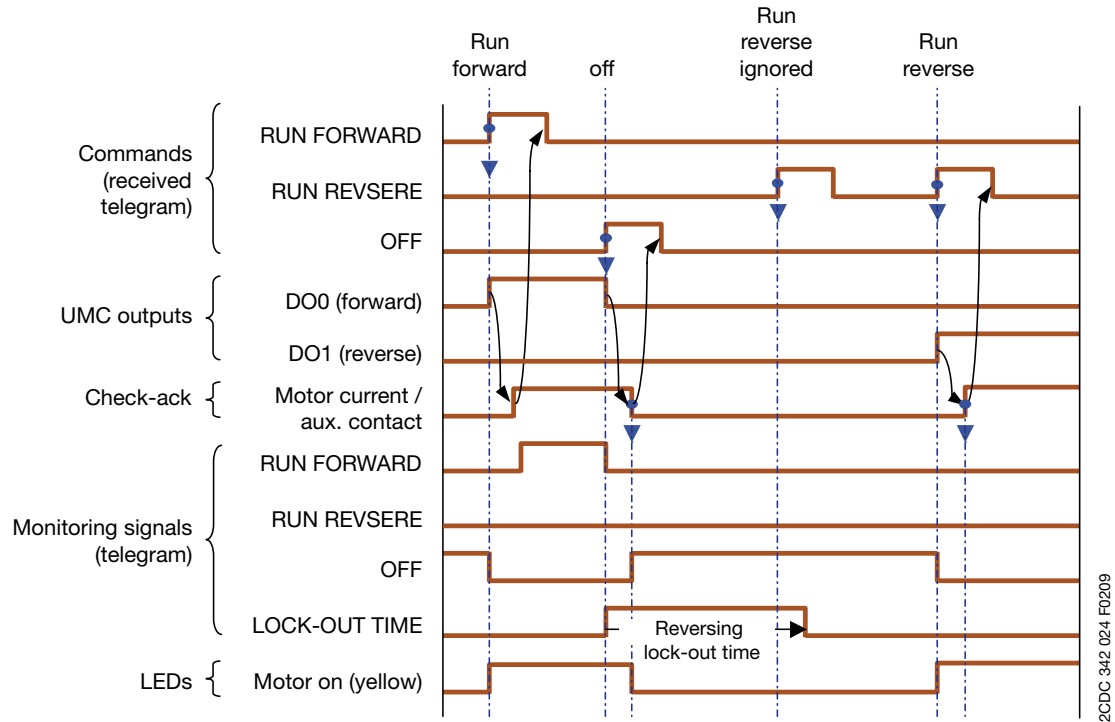 Run
forward
off
Run
reverse
ignored
Run
reverse
Commands
(received
telegram)
RUN FORWARD
RUN REVSERE
OFF
UMC outputs
DO0 (forward)
DO1 (reverse)
Check-ack
Motor current /
aux. contact
Monitoring signals
(telegram)
RUN FORWARD
RUN REVSERE
OFF
LOCK-OUT TIME
Reversing
lock-out time
LEDs
Motor on (yellow)
2CDC 342 024 F0209